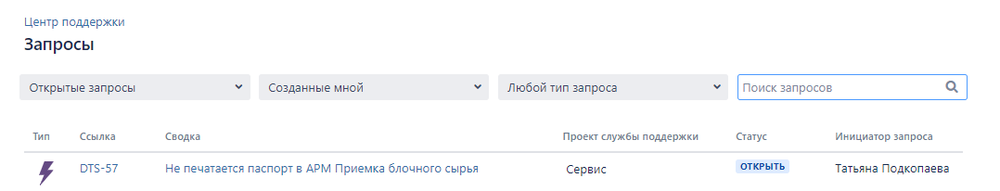 Центр поддержки
Запросы
Открытые запросы Созданные мной Любой тип запроса Поиск запросов
Тип Ссылка Сводка Проект службы поддержки Статус Инициатор запроса
DTS-57 Не печатается паспорт в АРМ Приемка блочного сырья Сервис ОТКРЫТЬ Татьяна Подкопаева